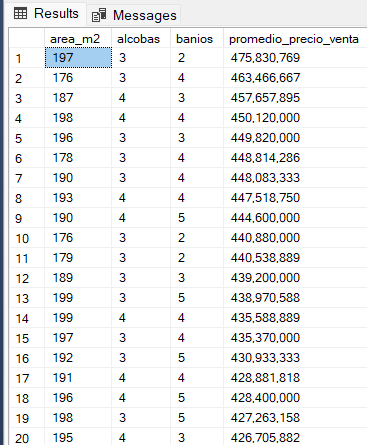 Results Messages
area_m2 alcobas banios promedio_precio_venta
1 197 3 2 475,830,769
2 176 3 4 463,466,667
3 187 4 3 457,657,895
4 198 4 4 450,120,000
5 196 3 3 449,820,000
6 178 3 4 448,814,286
7 190 3 4 448,083,333
8 193 4 4 447,518,750
9 190 4 5 444,600,000
10 176 3 2 440,880,000
11 179 3 2 440,538,889
12 189 3 3 439,200,000
13 199 3 5 438,970,588
14 199 4 4 435,588,889
15 197 3 4 435,370,000
16 192 3 5 430,933,333
17 191 4 4 428,881,818
18 196 4 5 428,400,000
19 198 3 5 427,263,158
20 195 4 3 426,705,882